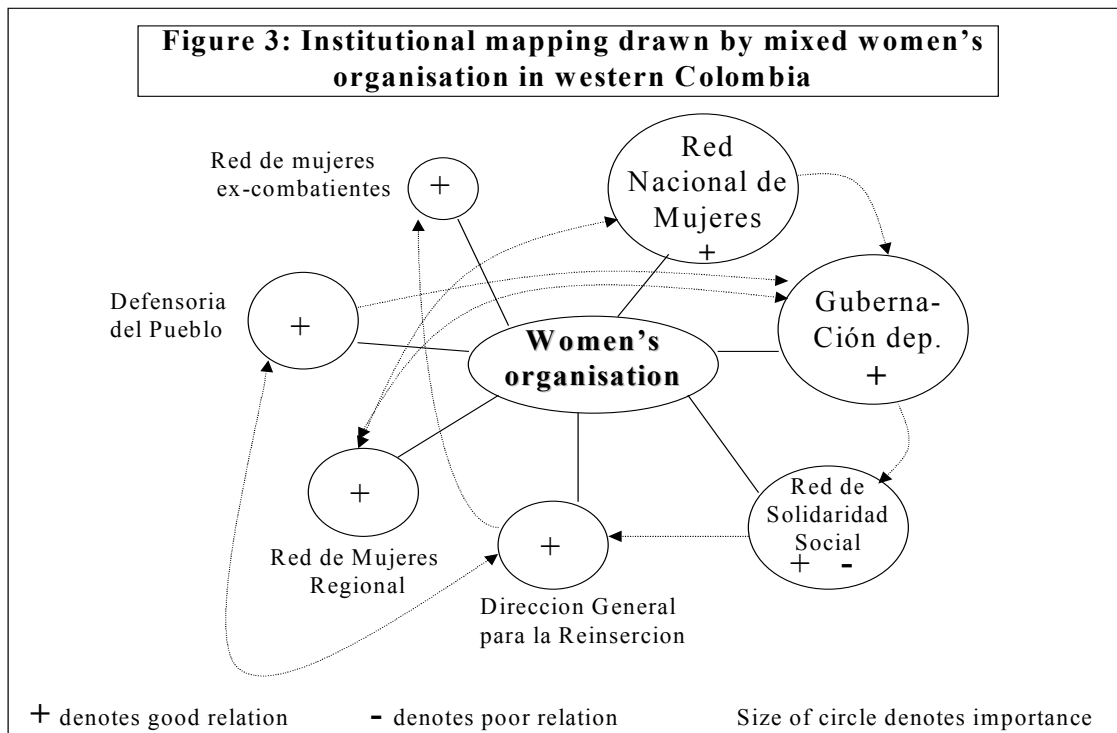 Figure 3: Institutional mapping drawn by mixed women’s
organisation in western Colombia
Red de mujeres
ex-combatientes
+
Red
Nacional de
Mujeres
+
Defensoria
del Pueblo
+
Guberna-
Ción dep.
+
Women’s
organisation
+
Red de Mujeres
Regional
+
Direccion General
para la Reinsercion
Red de
Solidaridad
Social
+ -
+ denotes good relation - denotes poor relation Size of circle denotes importance